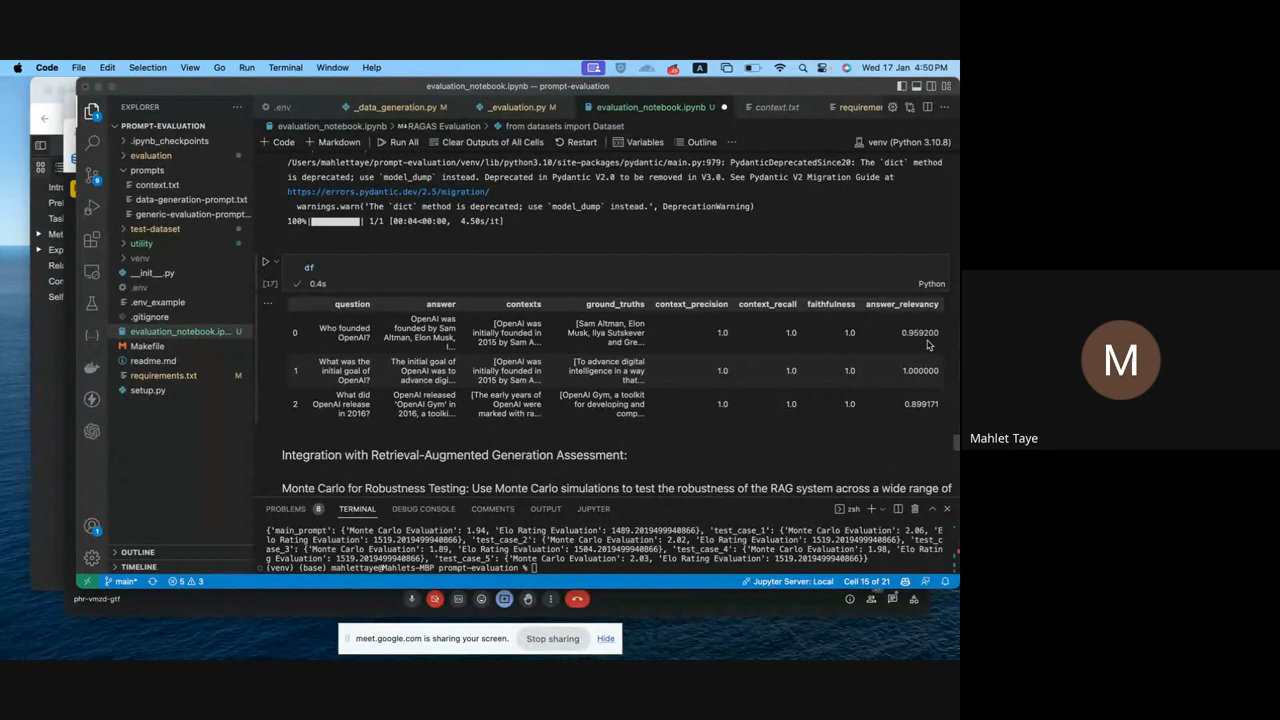 Code File Edit Selection View Go Run Terminal Window Help
A
Wed 17 Jan 4:50 PM
evaluation_notebook.ipynb — prompt-evaluation
EXPLORER
.env
_data_generation.py M
_evaluation.py M
evaluation_notebook.ipynb U
context.txt
requiremer
PROMPT-EVALUATION
evaluation_notebook.ipynb > M↓RAGAS Evaluation > from datasets import Dataset
+ Code + Markdown Run All Clear Outputs of All Cells Restart Variables Outline ... venv (Python 3.10.8)
.ipynb_checkpoints
evaluation
prompts
context.txt
data-generation-prompt.txt
generic-evaluation-prompt...
test-dataset
utility
venv
__init__.py
.env
.env_example
.gitignore
evaluation_notebook.ip... U
Makefile
readme.md
requirements.txt M
setup.py
OUTLINE
TIMELINE
Intro
Pre
Tas
Met
Exp
Rela
Con
Self
/Users/mahlettaye/prompt-evaluation/venv/lib/python3.10/site-packages/pydantic/main.py:979: PydanticDeprecatedSince20: The `dict` method
is deprecated; use `model_dump` instead. Deprecated in Pydantic V2.0 to be removed in V3.0. See Pydantic V2 Migration Guide at
https://errors.pydantic.dev/2.5/migration/
warnings.warn('The `dict` method is deprecated; use `model_dump` instead.', DeprecationWarning)
100%| | 1/1 [00:04<00:00, 4.50s/it]
df
[17] 0.4s Python
question answer contexts ground_truths context_precision context_recall faithfulness answer_relevancy
0 Who founded OpenAI? OpenAI was founded by Sam Altman, Elon Musk, I... [OpenAI was initially founded in 2015 by Sam A... [Sam Altman, Elon Musk, Ilya Sutskever and Gre... 1.0 1.0 1.0 0.959200
1 What was the initial goal of OpenAI? The initial goal of OpenAI was to advance digi... [OpenAI was initially founded in 2015 by Sam A... [To advance digital intelligence in a way that... 1.0 1.0 1.0 1.000000
2 What did OpenAI release in 2016? OpenAI released 'OpenAI Gym' in 2016, a toolki... [The early years of OpenAI were marked with ra... [OpenAI Gym, a toolkit for developing and comp... 1.0 1.0 1.0 0.899171
Integration with Retrieval-Augmented Generation Assessment:
Monte Carlo for Robustness Testing: Use Monte Carlo simulations to test the robustness of the RAG system across a wide range of
PROBLEMS 8 TERMINAL DEBUG CONSOLE COMMENTS OUTPUT JUPYTER zsh
{'main_prompt': {'Monte Carlo Evaluation': 1.94, 'Elo Rating Evaluation': 1489.2019499940866}, 'test_case_1': {'Monte Carlo Evaluation': 2.06, 'E
lo Rating Evaluation': 1519.2019499940866}, 'test_case_2': {'Monte Carlo Evaluation': 2.02, 'Elo Rating Evaluation': 1519.2019499940866}, 'test_c
ase_3': {'Monte Carlo Evaluation': 1.89, 'Elo Rating Evaluation': 1504.2019499940866}, 'test_case_4': {'Monte Carlo Evaluation': 1.98, 'Elo Ratin
g Evaluation': 1519.2019499940866}, 'test_case_5': {'Monte Carlo Evaluation': 2.03, 'Elo Rating Evaluation': 1519.2019499940866}}
(venv) (base) mahlettaye@Mahlets-MBP prompt-evaluation %
main* 5 3 Jupyter Server: Local Cell 15 of 21
phr-vmzd-gtf
meet.google.com is sharing your screen. Stop sharing Hide
M
Mahlet Taye